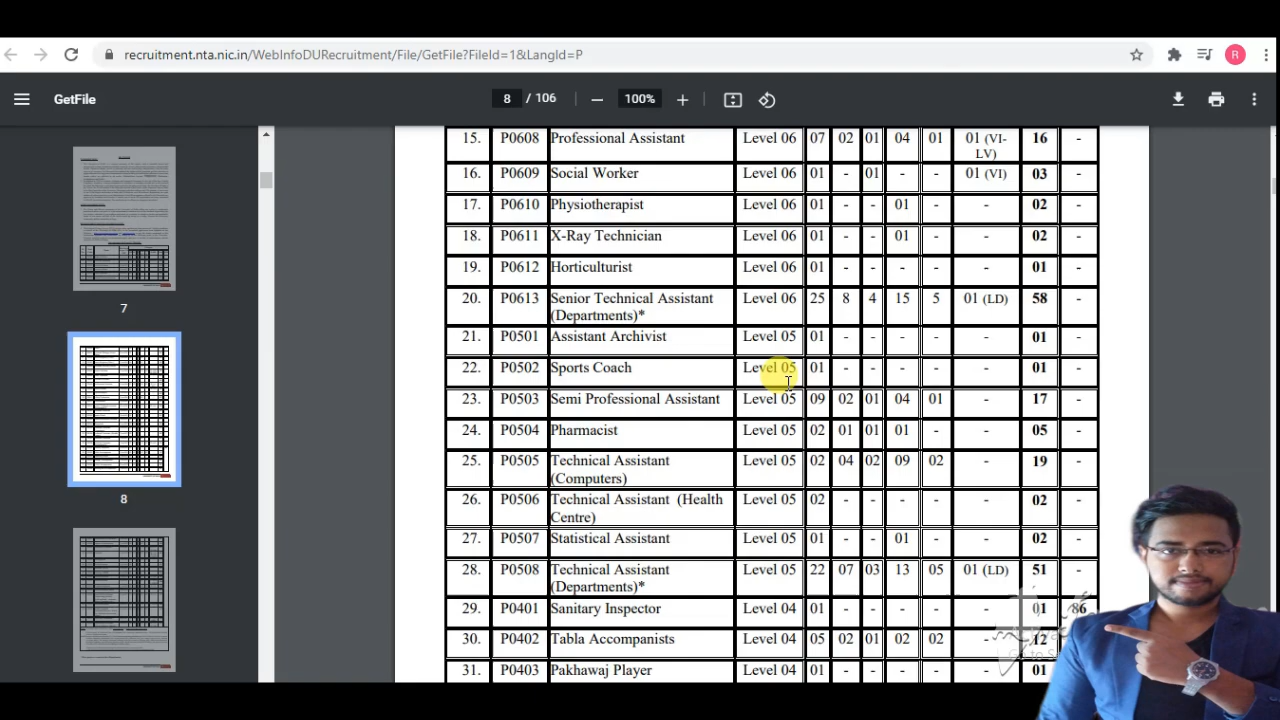 recruitment.nta.nic.in/WebInfoDURecruitment/File/GetFile?FileId=1&LangId=P
R
GetFile
8 / 106
100%
7
8
15. P0608 Professional Assistant Level 06 07 02 01 04 01 01 (VI-
LV) 16 -
16. P0609 Social Worker Level 06 01 - 01 - - 01 (VI) 03 -
17. P0610 Physiotherapist Level 06 01 - - 01 - - 02 -
18. P0611 X-Ray Technician Level 06 01 - - 01 - - 02 -
19. P0612 Horticulturist Level 06 01 - - - - - 01 -
20. P0613 Senior Technical Assistant Level 06 25 8 4 15 5 01 (LD) 58 -
(Departments)*
21. P0501 Assistant Archivist Level 05 01 - - - - - 01 -
22. P0502 Sports Coach Level 05 01 - - - - - 01 -
23. P0503 Semi Professional Assistant Level 05 09 02 01 04 01 - 17 -
24. P0504 Pharmacist Level 05 02 01 01 01 - - 05 -
25. P0505 Technical Assistant Level 05 02 04 02 09 02 - 19 -
(Computers)
26. P0506 Technical Assistant (Health Level 05 02 - - - - - 02 -
Centre)
27. P0507 Statistical Assistant Level 05 01 - - 01 - - 02 -
28. P0508 Technical Assistant Level 05 22 07 03 13 05 01 (LD) 51 -
(Departments)*
29. P0401 Sanitary Inspector Level 04 01 - - - - - 01 86
30. P0402 Tabla Accompanists Level 04 05 02 01 02 02 - 12
31. P0403 Pakhawaj Player Level 04 01 - - - - - 01